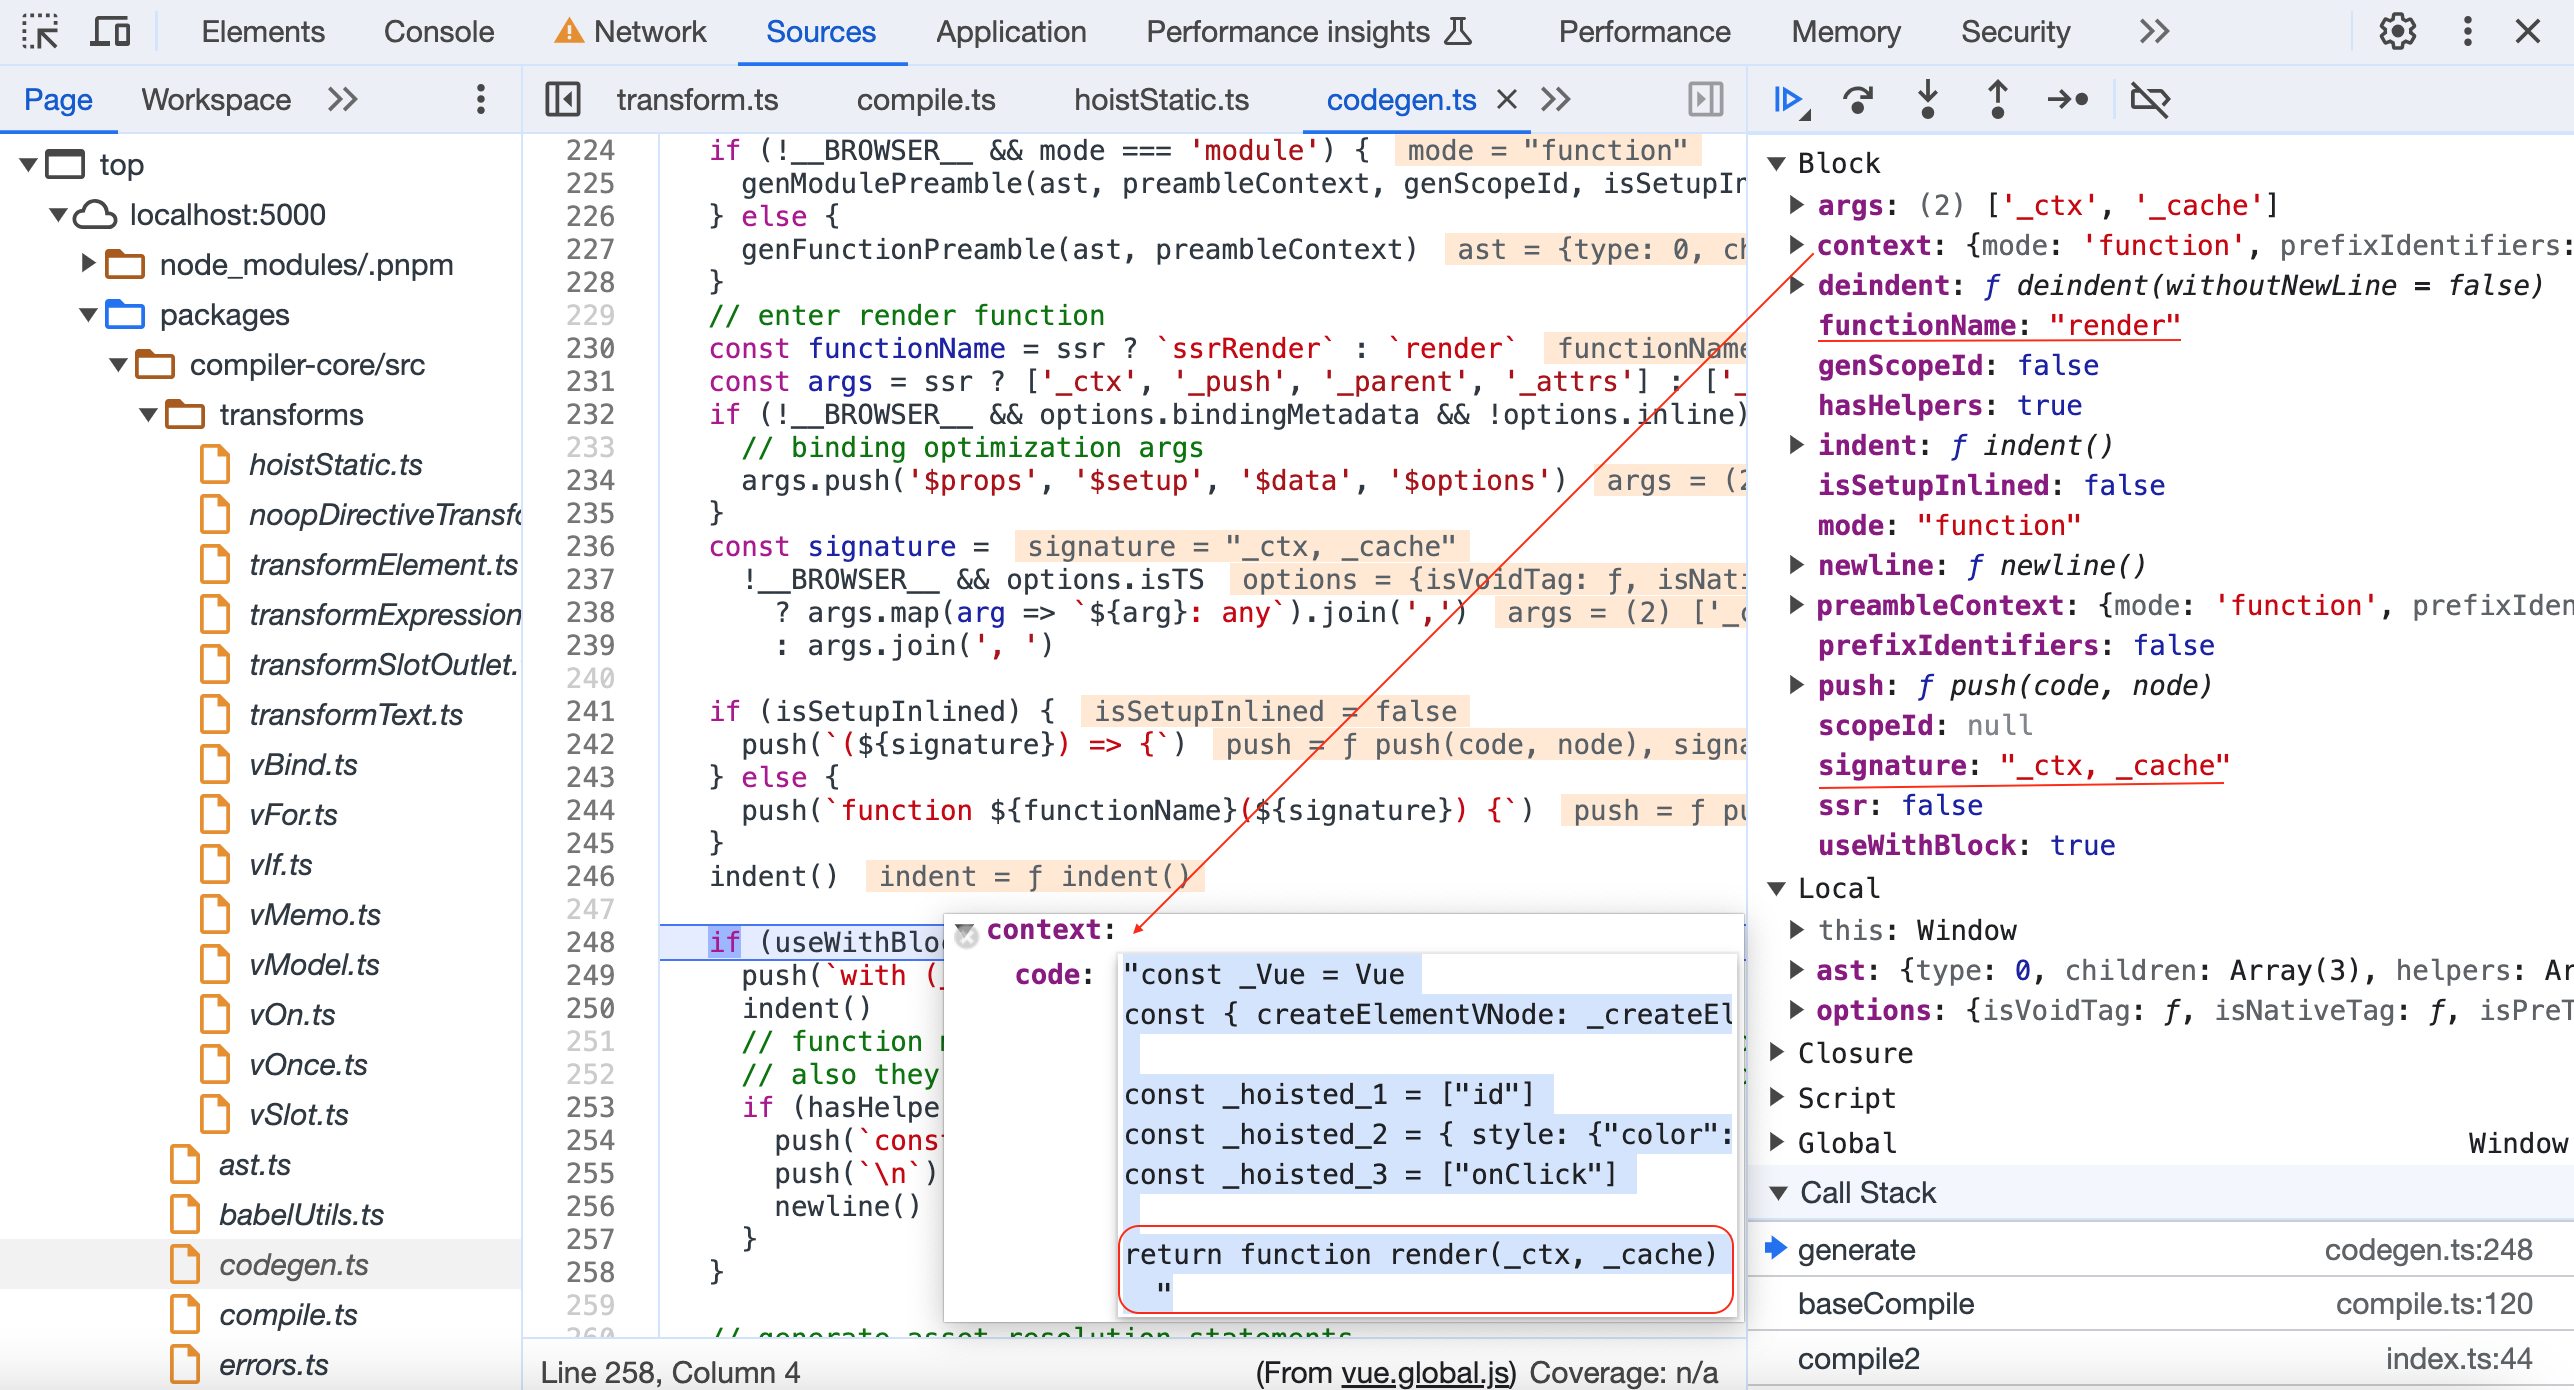 Elements Console Network Sources Application Performance insights Performance Memory Security
Page Workspace
transform.ts compile.ts hoistStatic.ts codegen.ts
top
localhost:5000
node_modules/.pnpm
packages
compiler-core/src
transforms
hoistStatic.ts
noopDirectiveTransfo
transformElement.ts
transformExpression
transformSlotOutlet.
transformText.ts
vBind.ts
vFor.ts
vIf.ts
vMemo.ts
vModel.ts
vOn.ts
vOnce.ts
vSlot.ts
ast.ts
babelUtils.ts
codegen.ts
compile.ts
errors.ts
224 if (!__BROWSER__ && mode === 'module') { mode = "function"
225 genModulePreamble(ast, preambleContext, genScopeId, isSetupIn
226 } else {
227 genFunctionPreamble(ast, preambleContext) ast = {type: 0, ch
228 }
229 // enter render function
230 const functionName = ssr ? `ssrRender` : `render` functionName
231 const args = ssr ? ['_ctx', '_push', '_parent', '_attrs'] : ['_
232 if (!__BROWSER__ && options.bindingMetadata && !options.inline)
233 // binding optimization args
234 args.push('$props', '$setup', '$data', '$options') args = (2
235 }
236 const signature = signature = "_ctx, _cache"
237 !__BROWSER__ && options.isTS options = {isVoidTag: ƒ, isNati
238 ? args.map(arg => `${arg}: any`).join(',') args = (2) ['_c
239 : args.join(', ')
240
241 if (isSetupInlined) { isSetupInlined = false
242 push(`(${signature}) => {`) push = ƒ push(code, node), signa
243 } else {
244 push(`function ${functionName}(${signature}) {`) push = ƒ pu
245 }
246 indent() indent = ƒ indent()
247
248 if (useWithBloc
249 push(`with (_
250 indent()
251 // function m
252 // also they
253 if (hasHelpe
254 push(`cons
255 push(`\n`)
256 newline()
257 }
258 }
259
260 // generate asset resolution statements
context:
code: "const _Vue = Vue
const { createElementVNode: _createEl
const _hoisted_1 = ["id"]
const _hoisted_2 = { style: {"color":
const _hoisted_3 = ["onClick"]
return function render(_ctx, _cache)
"
Line 258, Column 4 (From vue.global.js) Coverage: n/a
Block
args: (2) ['_ctx', '_cache']
context: {mode: 'function', prefixIdentifiers:
deindent: ƒ deindent(withoutNewLine = false)
functionName: "render"
genScopeId: false
hasHelpers: true
indent: ƒ indent()
isSetupInlined: false
mode: "function"
newline: ƒ newline()
preambleContext: {mode: 'function', prefixIden
prefixIdentifiers: false
push: ƒ push(code, node)
scopeId: null
signature: "_ctx, _cache"
ssr: false
useWithBlock: true
Local
this: Window
ast: {type: 0, children: Array(3), helpers: Ar
options: {isVoidTag: ƒ, isNativeTag: ƒ, isPreT
Closure
Script
Global Window
Call Stack
generate codegen.ts:248
baseCompile compile.ts:120
compile2 index.ts:44